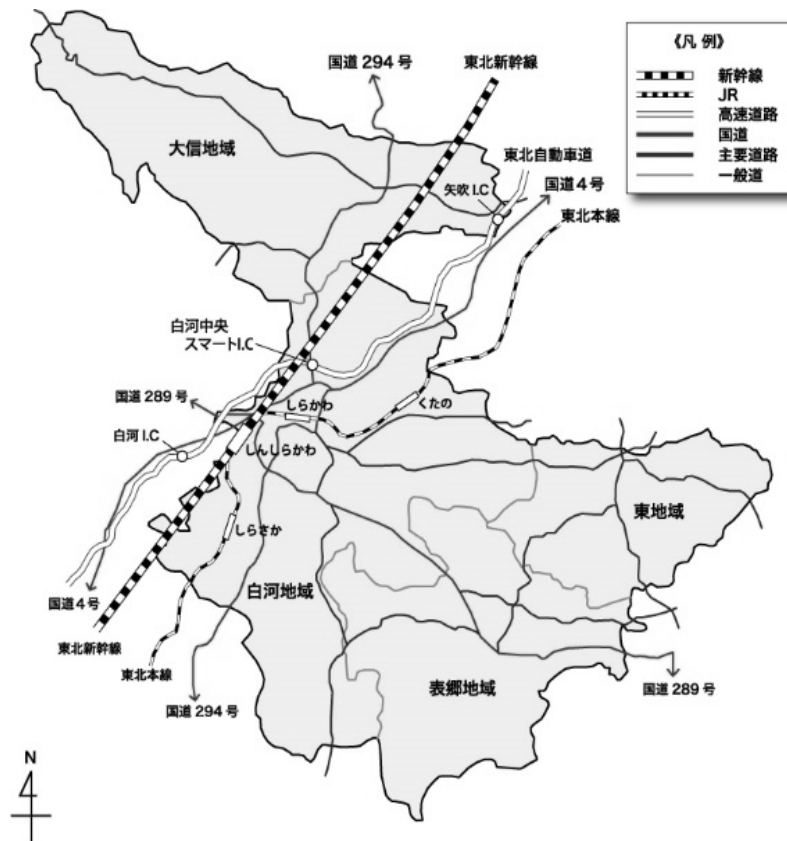 《凡 例》
新幹線
JR
高速道路
国道
主要道路
一般道
国道 294 号
東北新幹線
大信地域
東北自動車道
矢吹 I.C
国道4号
東北本線
白河中央
スマートI.C
国道 289 号
しらかわ
くたの
白河 I.C
しんしらかわ
しらさか
東地域
白河地域
国道4号
東北新幹線
東北本線
国道 294 号
表郷地域
国道 289 号
N